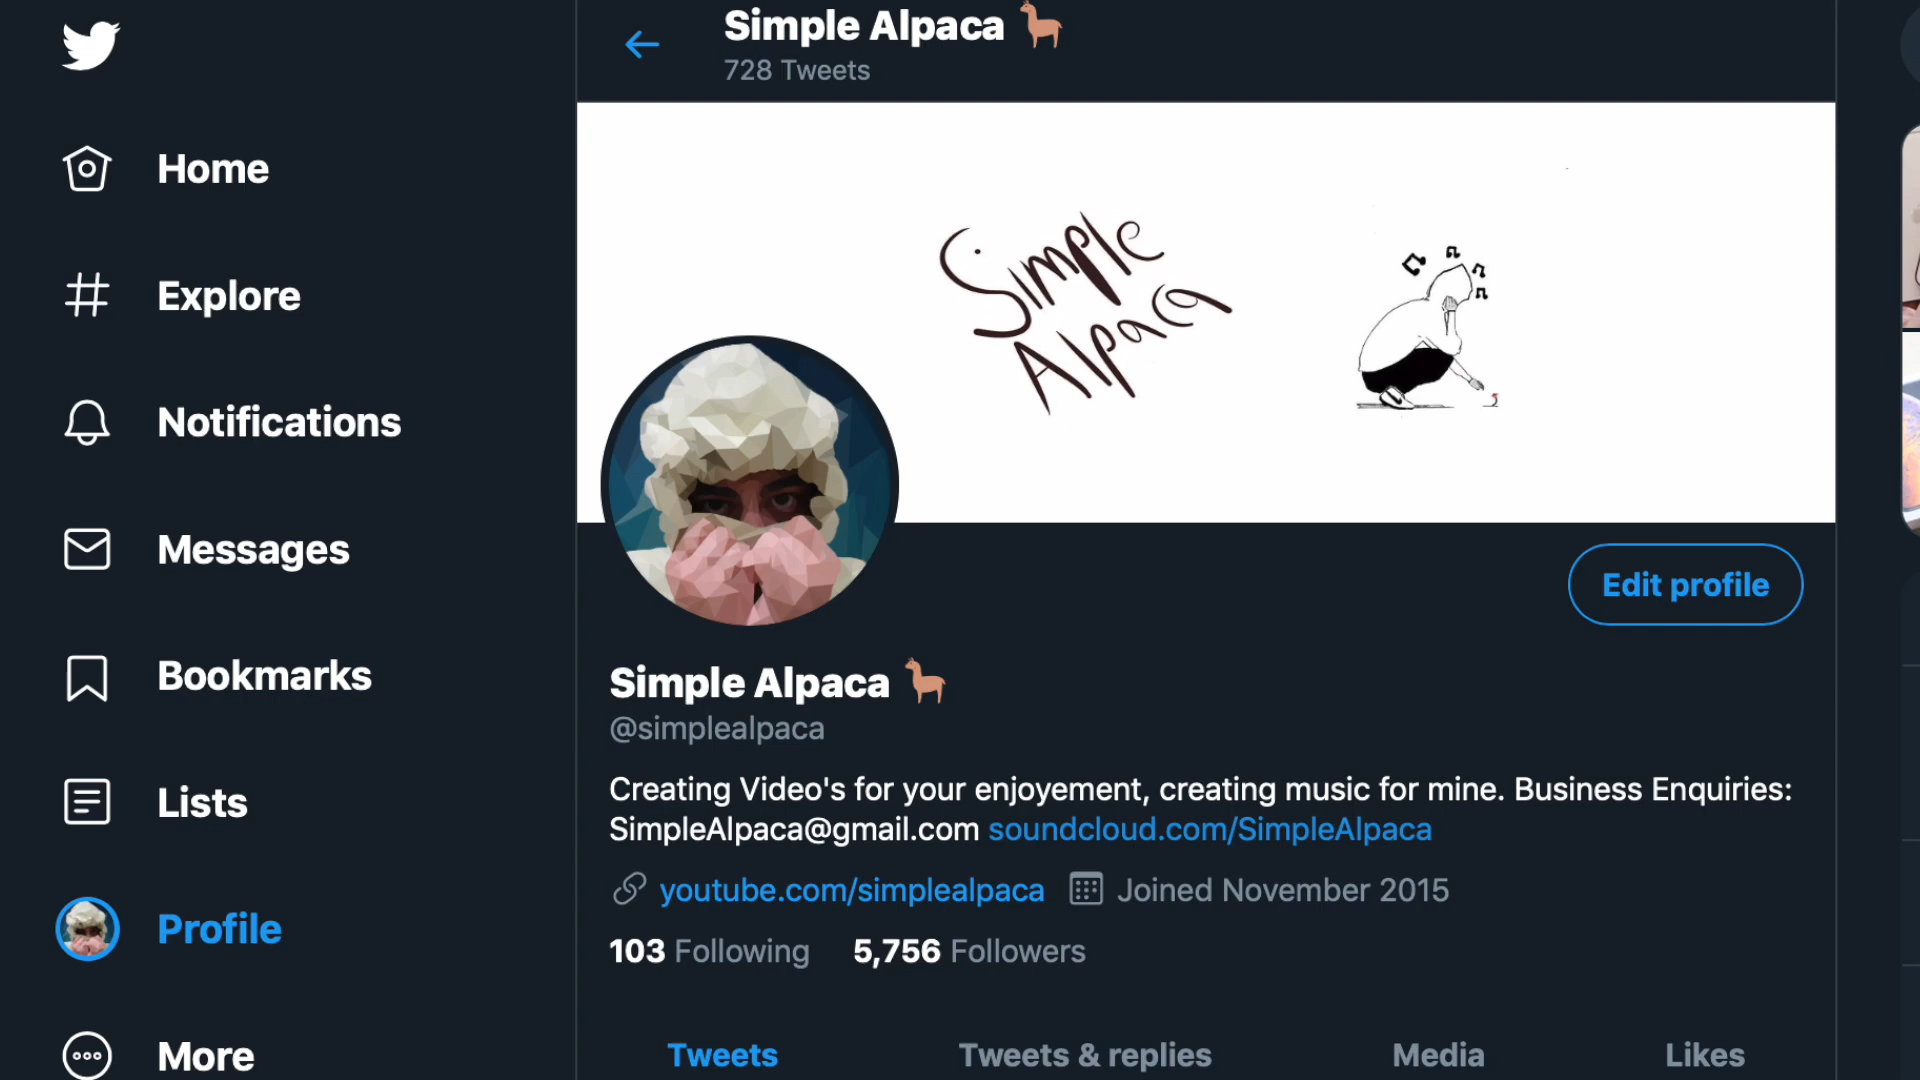 Simple Alpaca
728 Tweets
Home
Explore
Notifications
Messages
Bookmarks
Lists
Profile
More
Simple
Alpaca
Edit profile
Simple Alpaca
@simplealpaca
Creating Video's for your enjoyement, creating music for mine. Business Enquiries:
SimpleAlpaca@gmail.com soundcloud.com/SimpleAlpaca
youtube.com/simplealpaca Joined November 2015
103 Following 5,756 Followers
Tweets Tweets & replies Media Likes